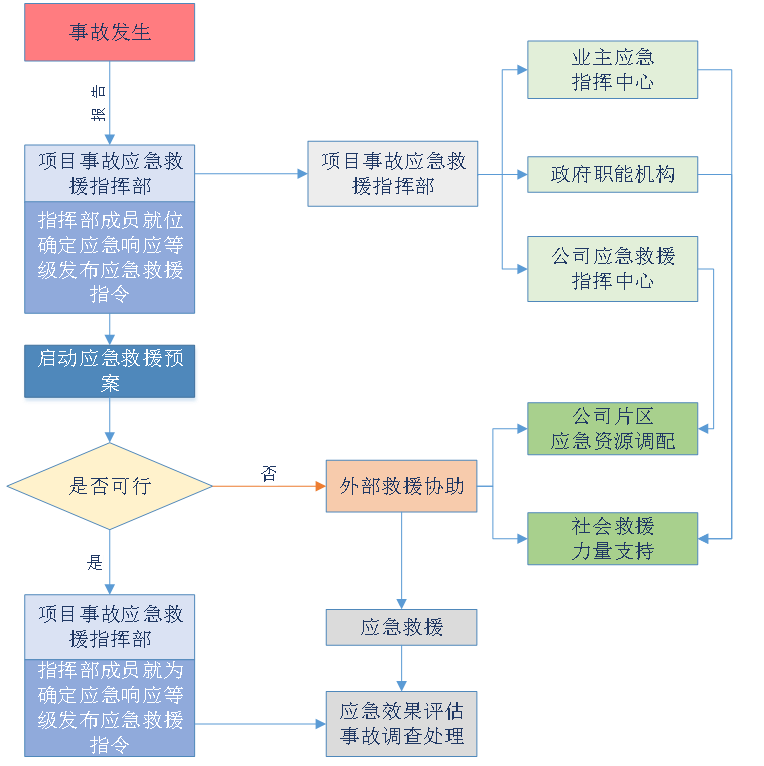 事故发生
报告
项目事故应急救
援指挥部
指挥部成员就位
确定应急响应等
级发布应急救援
指令
项目事故应急救
援指挥部
业主应急
指挥中心
政府职能机构
公司应急救援
指挥中心
启动应急救援预
案
是否可行
否
外部救援协助
公司片区
应急资源调配
社会救援
力量支持
是
项目事故应急救
援指挥部
指挥部成员就为
确定应急响应等
级发布应急救援
指令
应急救援
应急效果评估
事故调查处理